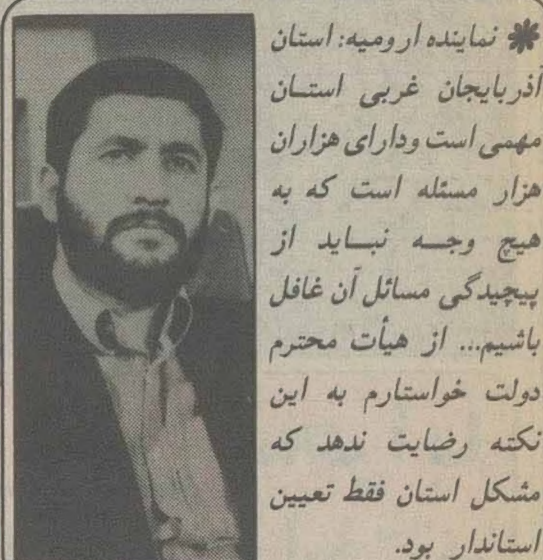 ✽ نماینده ارومیه: استان
آذربایجان غربی استان
مهمی است ودارای هزاران
هزار مسئله است که به
هیچ وجه نباید از
پیچیدگی مسائل آن غافل
باشیم... از هیأت محترم
دولت خواستارم به این
نکته رضایت ندهد که
مشکل استان فقط تعیین
استاندار بود.